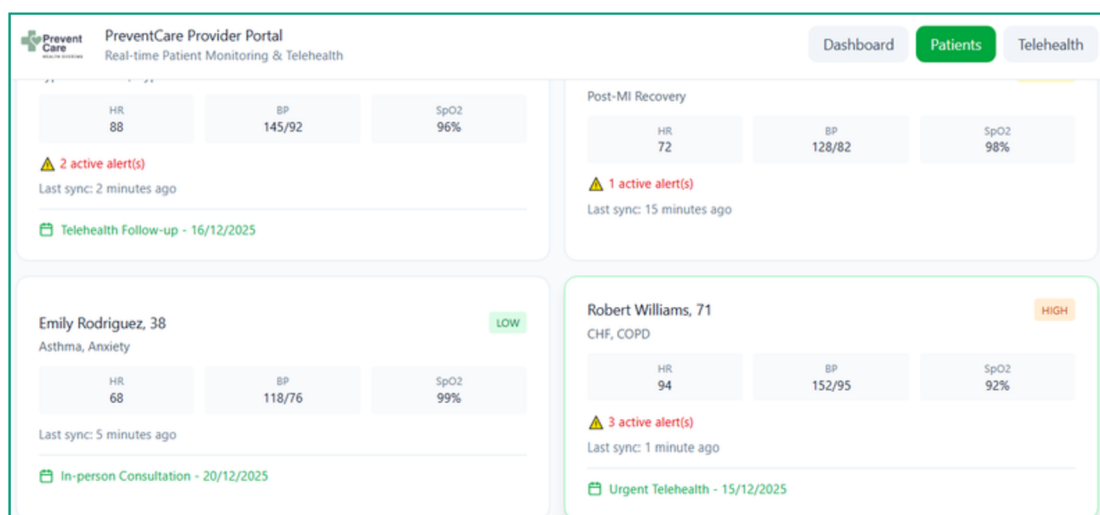 Prevent
Care
HEALTH SYSTEMS
PreventCare Provider Portal
Real-time Patient Monitoring & Telehealth
Dashboard
Patients
Telehealth
HR
88
BP
145/92
SpO2
96%
2 active alert(s)
Last sync: 2 minutes ago
Telehealth Follow-up - 16/12/2025
Post-MI Recovery
HR
72
BP
128/82
SpO2
98%
1 active alert(s)
Last sync: 15 minutes ago
Emily Rodriguez, 38
LOW
Asthma, Anxiety
HR
68
BP
118/76
SpO2
99%
Last sync: 5 minutes ago
In-person Consultation - 20/12/2025
Robert Williams, 71
HIGH
CHF, COPD
HR
94
BP
152/95
SpO2
92%
3 active alert(s)
Last sync: 1 minute ago
Urgent Telehealth - 15/12/2025